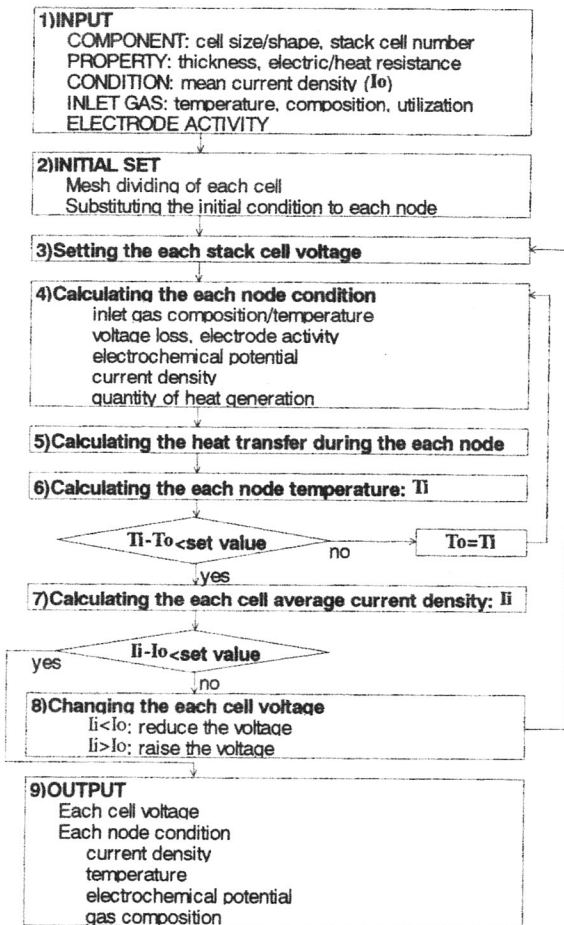 1)INPUT
COMPONENT: cell size/shape, stack cell number
PROPERTY: thickness, electric/heat resistance
CONDITION: mean current density (Io)
INLET GAS: temperature, composition, utilization
ELECTRODE ACTIVITY
2)INITIAL SET
Mesh dividing of each cell
Substituting the initial condition to each node
3)Setting the each stack cell voltage
4)Calculating the each node condition
inlet gas composition/temperature
voltage loss, electrode activity
electrochemical potential
current density
quantity of heat generation
5)Calculating the heat transfer during the each node
6)Calculating the each node temperature: Ti
Ti-To<set value
no
To=Ti
yes
7)Calculating the each cell average current density: Ii
Ii-Io<set value
yes
no
8)Changing the each cell voltage
Ii<Io: reduce the voltage
Ii>Io: raise the voltage
9)OUTPUT
Each cell voltage
Each node condition
current density
temperature
electrochemical potential
gas composition